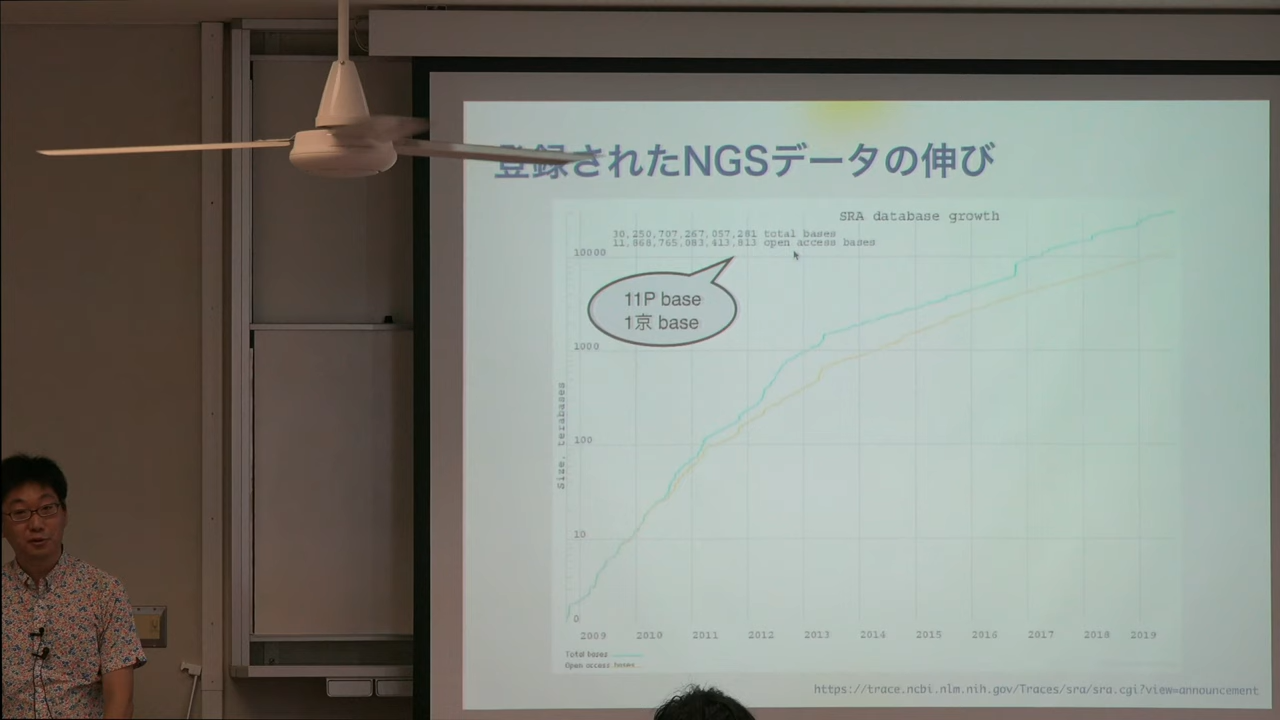 登録されたNGSデータの伸び
SRA database growth
30,250,707,267,057,281 total bases
11,868,765,083,413,813 open access bases
10000
11P base
1京 base
1000
Size, terabases
100
10
0
2009 2010 2011 2012 2013 2014 2015 2016 2017 2018 2019
Total bases
Open access bases
https://trace.ncbi.nlm.nih.gov/Traces/sra/sra.cgi?view=announcement